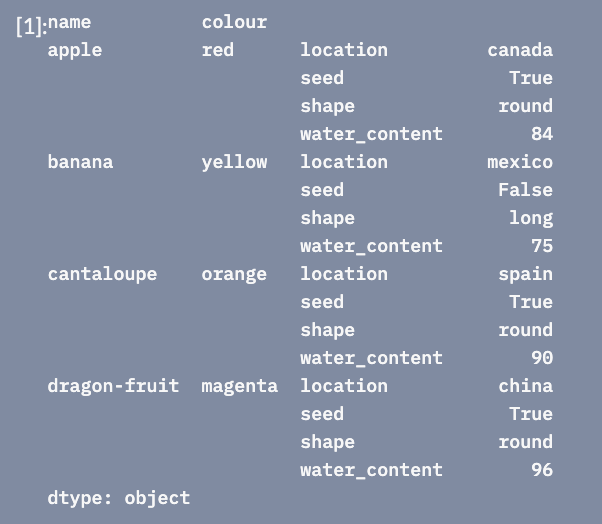 [1]: name colour
apple red location canada
seed True
shape round
water_content 84
banana yellow location mexico
seed False
shape long
water_content 75
cantaloupe orange location spain
seed True
shape round
water_content 90
dragon-fruit magenta location china
seed True
shape round
water_content 96
dtype: object